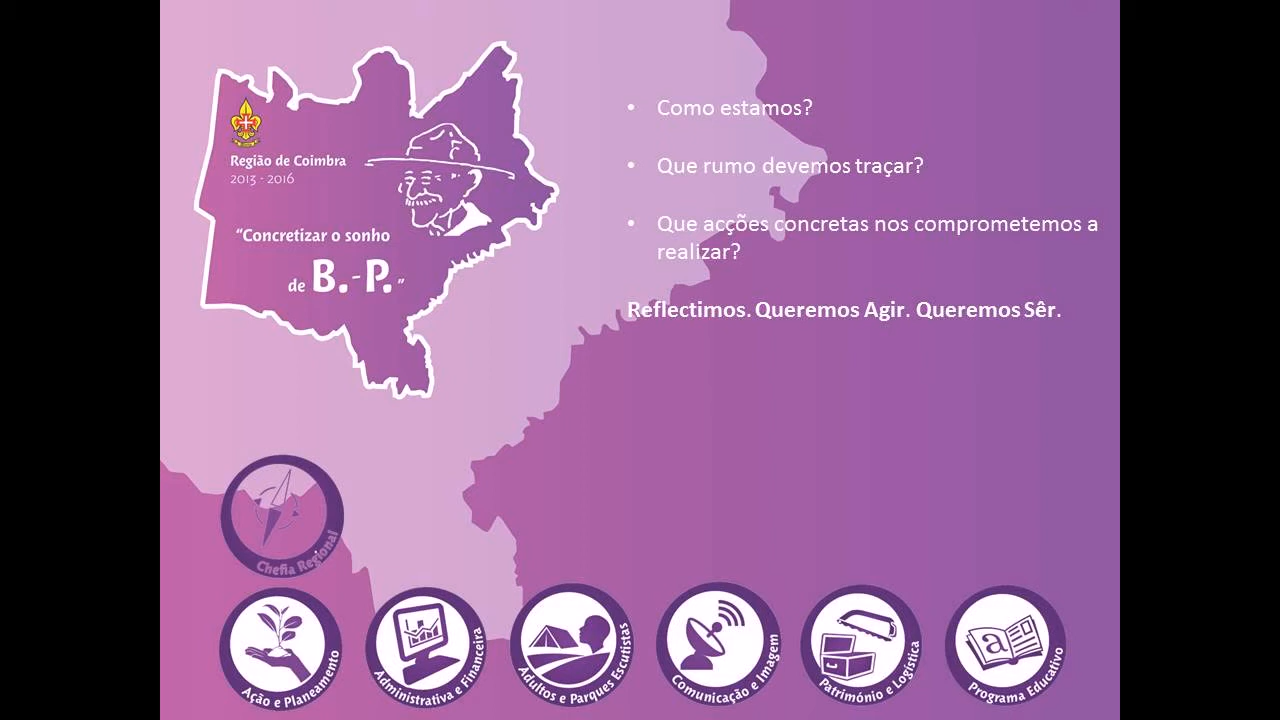 Região de Coimbra
2013 - 2016
“Concretizar o sonho
de B.-P.”
• Como estamos?
• Que rumo devemos traçar?
• Que acções concretas nos comprometemos a
realizar?
Reflectimos. Queremos Agir. Queremos Sêr.
Chefia Regional
Ação e Planeamento
Administrativa e Financeira
Adultos e Parques Escutistas
Comunicação e Imagem
Património e Logística
Programa Educativo
a